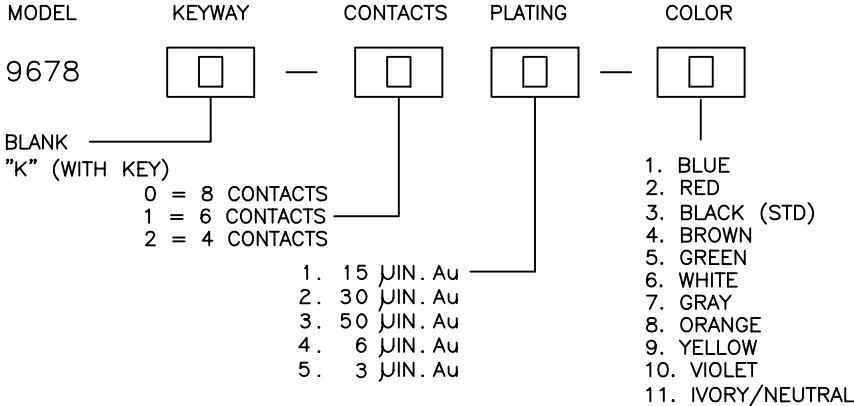 MODEL KEYWAY CONTACTS PLATING COLOR
9678 — —
BLANK
"K" (WITH KEY)
0 = 8 CONTACTS
1 = 6 CONTACTS
2 = 4 CONTACTS
1. 15 µIN.Au
2. 30 µIN.Au
3. 50 µIN.Au
4. 6 µIN.Au
5. 3 µIN.Au
1. BLUE
2. RED
3. BLACK (STD)
4. BROWN
5. GREEN
6. WHITE
7. GRAY
8. ORANGE
9. YELLOW
10. VIOLET
11. IVORY/NEUTRAL